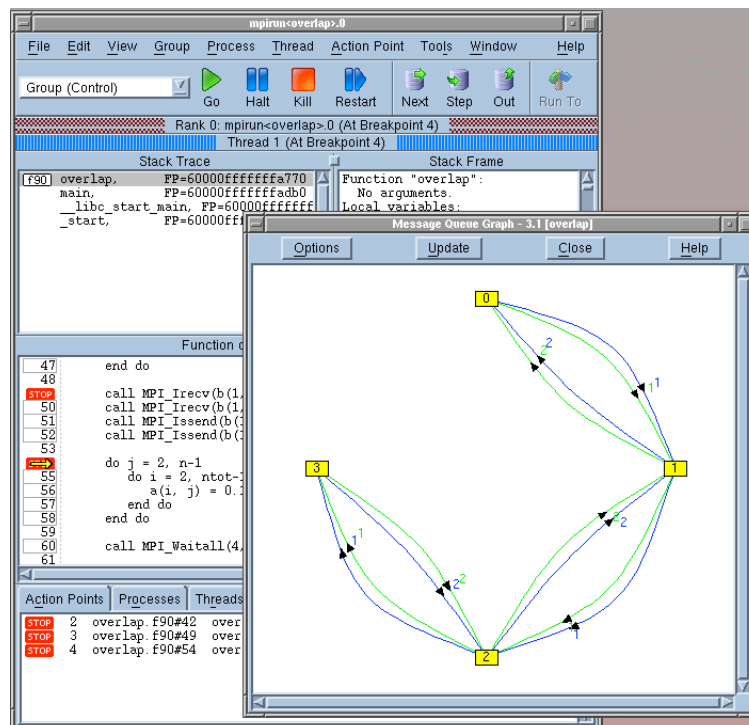 mpirun<overlap>.0
File Edit View Group Process Thread Action Point Tools Window Help
Group (Control)
Go Halt Kill Restart Next Step Out Run To
Rank 0: mpirun<overlap>.0 (At Breakpoint 4)
Thread 1 (At Breakpoint 4)
Stack Trace
Stack Frame
f90 overlap, FP=60000fffffffa770
main, FP=60000fffffffadb0
__libc_start_main, FP=60000fffffff
_start, FP=60000fff
Function "overlap":
No arguments.
Local variables:
Message Queue Graph - 3.1 [overlap]
Options Update Close Help
0
2
2
1
1
3
1
2
2
1
1
2
2
2
1
Function o
47 end do
48
STOP call MPI_Irecv(b(1,
50 call MPI_Irecv(b(1,
51 call MPI_Issend(b(1
52 call MPI_Issend(b(
53
do j = 2, n-1
55 do i = 2, ntot-1
56 a(i, j) = 0.
57 end do
58 end do
59
60 call MPI_Waitall(4,
61
Action Points Processes Threads
STOP 2 overlap.f90#42 over
STOP 3 overlap.f90#49 over
STOP 4 overlap.f90#54 over